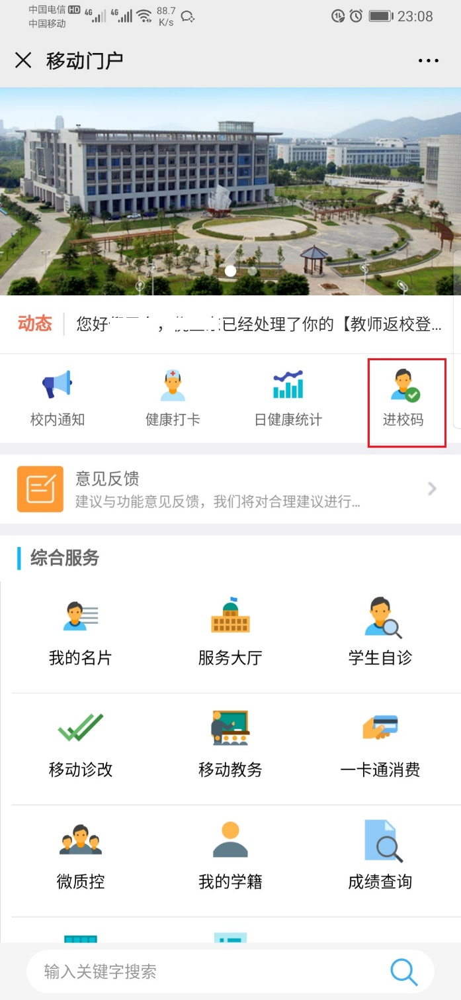 中国电信 HD 4G 4G 88.7 K/s 23:08
中国移动
移动门户
动态 您好 ，已经处理了你的【教师返校登...
校内通知 健康打卡 日健康统计 进校码
意见反馈
建议与功能意见反馈，我们将对合理建议进行...
综合服务
我的名片 服务大厅 学生自诊
移动诊改 移动教务 一卡通消费
微质控 我的学籍 成绩查询
输入关键字搜索